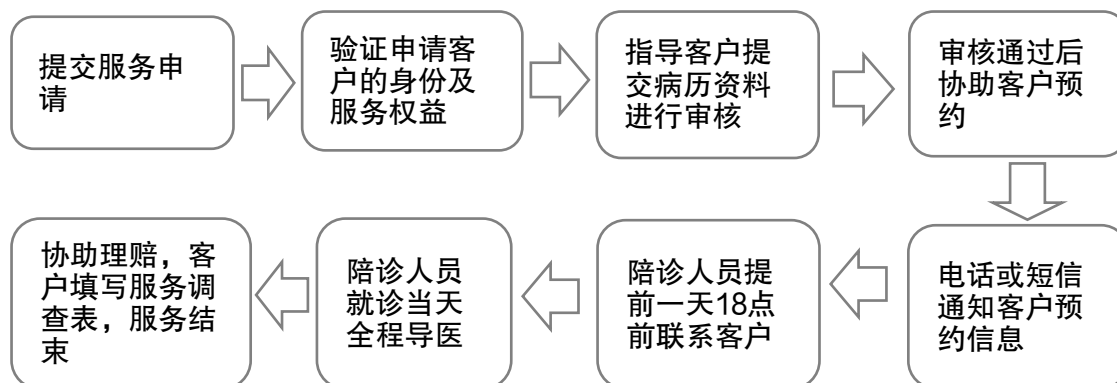 提交服务申
请
验证申请客
户的身份及
服务权益
指导客户提
交病历资料
进行审核
审核通过后
协助客户预
约
电话或短信
通知客户预
约信息
陪诊人员提
前一天18点
前联系客户
陪诊人员
就诊当天
全程导医
协助理赔，客
户填写服务调
查表，服务结
束